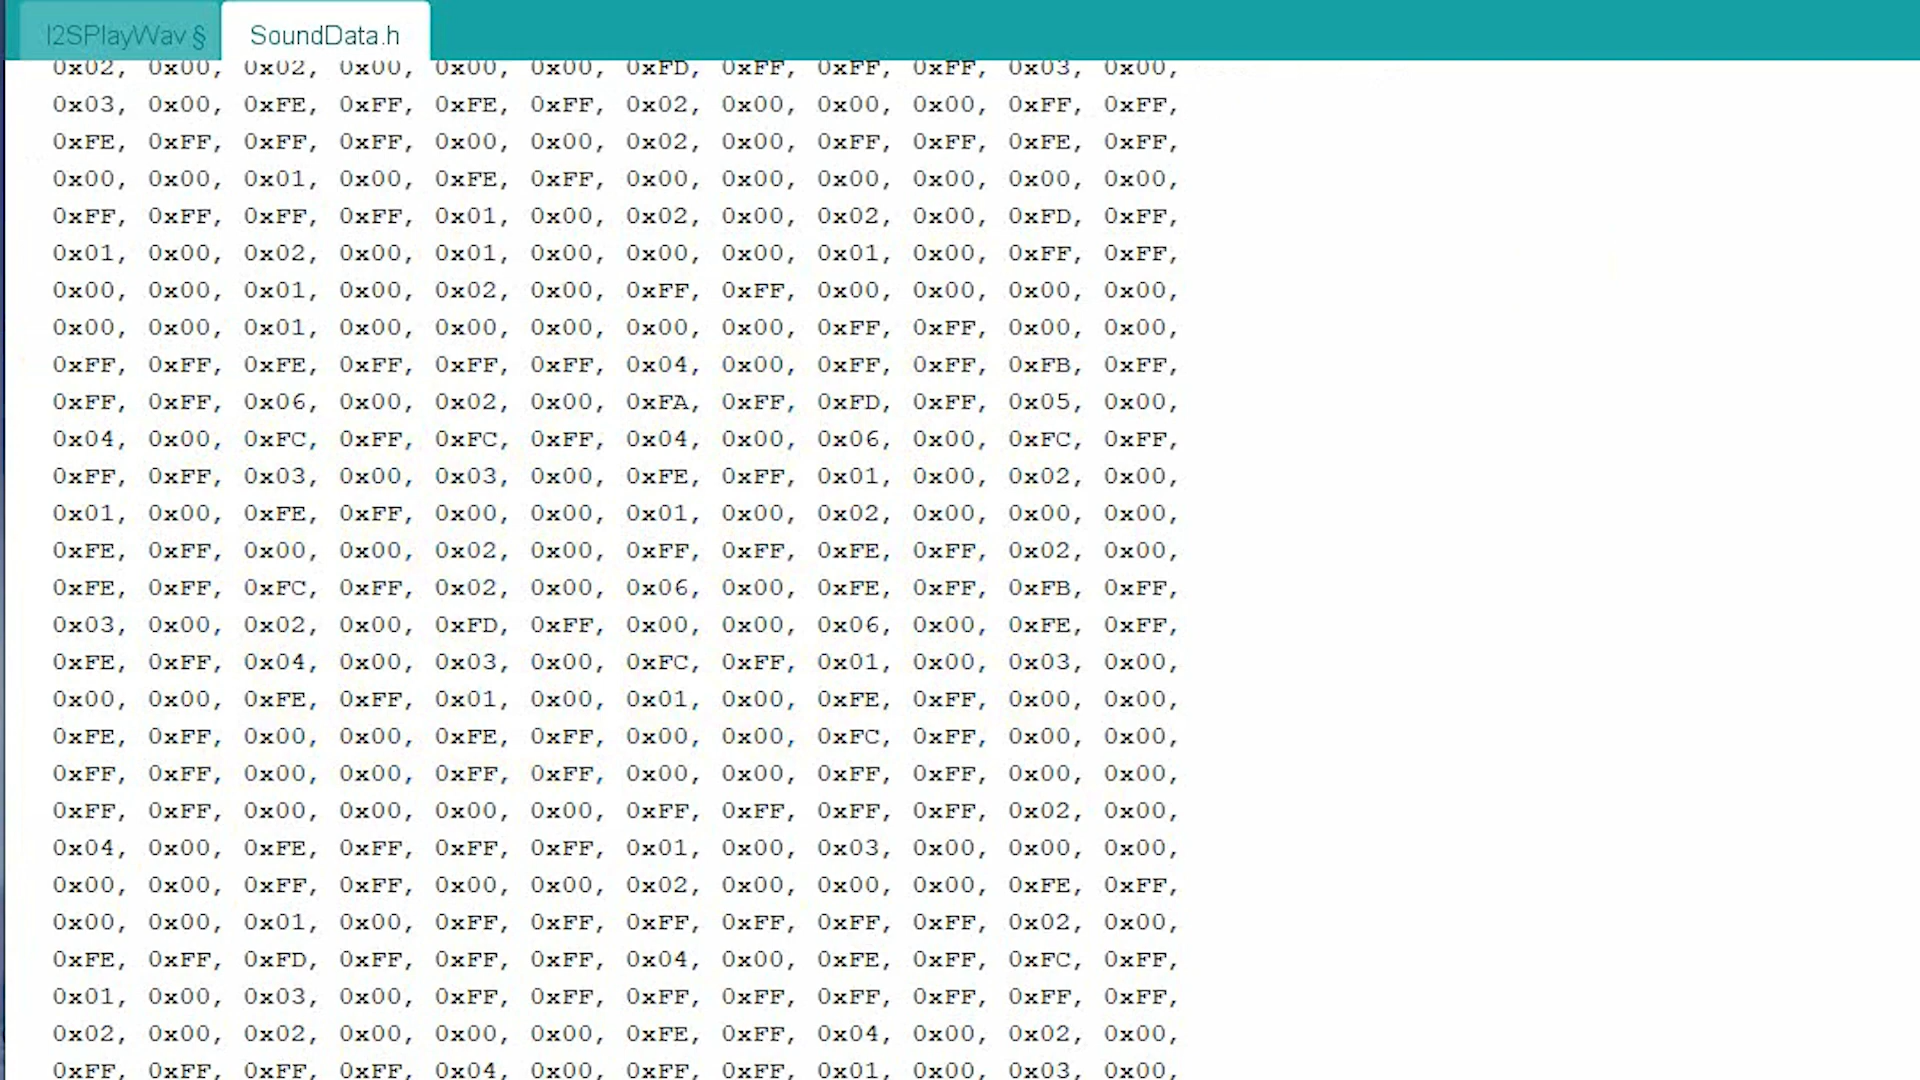 I2SPlayWav § SoundData.h
0x02, 0x00, 0x02, 0x00, 0x00, 0x00, 0xFD, 0xFF, 0xFF, 0xFF, 0x03, 0x00,
0x03, 0x00, 0xFE, 0xFF, 0xFE, 0xFF, 0x02, 0x00, 0x00, 0x00, 0xFF, 0xFF,
0xFE, 0xFF, 0xFF, 0xFF, 0x00, 0x00, 0x02, 0x00, 0xFF, 0xFF, 0xFE, 0xFF,
0x00, 0x00, 0x01, 0x00, 0xFE, 0xFF, 0x00, 0x00, 0x00, 0x00, 0x00, 0x00,
0xFF, 0xFF, 0xFF, 0xFF, 0x01, 0x00, 0x02, 0x00, 0x02, 0x00, 0xFD, 0xFF,
0x01, 0x00, 0x02, 0x00, 0x01, 0x00, 0x00, 0x00, 0x01, 0x00, 0xFF, 0xFF,
0x00, 0x00, 0x01, 0x00, 0x02, 0x00, 0xFF, 0xFF, 0x00, 0x00, 0x00, 0x00,
0x00, 0x00, 0x01, 0x00, 0x00, 0x00, 0x00, 0x00, 0xFF, 0xFF, 0x00, 0x00,
0xFF, 0xFF, 0xFE, 0xFF, 0xFF, 0xFF, 0x04, 0x00, 0xFF, 0xFF, 0xFB, 0xFF,
0xFF, 0xFF, 0x06, 0x00, 0x02, 0x00, 0xFA, 0xFF, 0xFD, 0xFF, 0x05, 0x00,
0x04, 0x00, 0xFC, 0xFF, 0xFC, 0xFF, 0x04, 0x00, 0x06, 0x00, 0xFC, 0xFF,
0xFF, 0xFF, 0x03, 0x00, 0x03, 0x00, 0xFE, 0xFF, 0x01, 0x00, 0x02, 0x00,
0x01, 0x00, 0xFE, 0xFF, 0x00, 0x00, 0x01, 0x00, 0x02, 0x00, 0x00, 0x00,
0xFE, 0xFF, 0x00, 0x00, 0x02, 0x00, 0xFF, 0xFF, 0xFE, 0xFF, 0x02, 0x00,
0xFE, 0xFF, 0xFC, 0xFF, 0x02, 0x00, 0x06, 0x00, 0xFE, 0xFF, 0xFB, 0xFF,
0x03, 0x00, 0x02, 0x00, 0xFD, 0xFF, 0x00, 0x00, 0x06, 0x00, 0xFE, 0xFF,
0xFE, 0xFF, 0x04, 0x00, 0x03, 0x00, 0xFC, 0xFF, 0x01, 0x00, 0x03, 0x00,
0x00, 0x00, 0xFE, 0xFF, 0x01, 0x00, 0x01, 0x00, 0xFE, 0xFF, 0x00, 0x00,
0xFE, 0xFF, 0x00, 0x00, 0xFE, 0xFF, 0x00, 0x00, 0xFC, 0xFF, 0x00, 0x00,
0xFF, 0xFF, 0x00, 0x00, 0xFF, 0xFF, 0x00, 0x00, 0xFF, 0xFF, 0x00, 0x00,
0xFF, 0xFF, 0x00, 0x00, 0x00, 0x00, 0xFF, 0xFF, 0xFF, 0xFF, 0x02, 0x00,
0x04, 0x00, 0xFE, 0xFF, 0xFF, 0xFF, 0x01, 0x00, 0x03, 0x00, 0x00, 0x00,
0x00, 0x00, 0xFF, 0xFF, 0x00, 0x00, 0x02, 0x00, 0x00, 0x00, 0xFE, 0xFF,
0x00, 0x00, 0x01, 0x00, 0xFF, 0xFF, 0xFF, 0xFF, 0xFF, 0xFF, 0x02, 0x00,
0xFE, 0xFF, 0xFD, 0xFF, 0xFF, 0xFF, 0x04, 0x00, 0xFE, 0xFF, 0xFC, 0xFF,
0x01, 0x00, 0x03, 0x00, 0xFF, 0xFF, 0xFF, 0xFF, 0xFF, 0xFF, 0xFF, 0xFF,
0x02, 0x00, 0x02, 0x00, 0x00, 0x00, 0xFE, 0xFF, 0x04, 0x00, 0x02, 0x00,
0xFF, 0xFF, 0xFF, 0xFF, 0x04, 0x00, 0xFF, 0xFF, 0x01, 0x00, 0x03, 0x00,